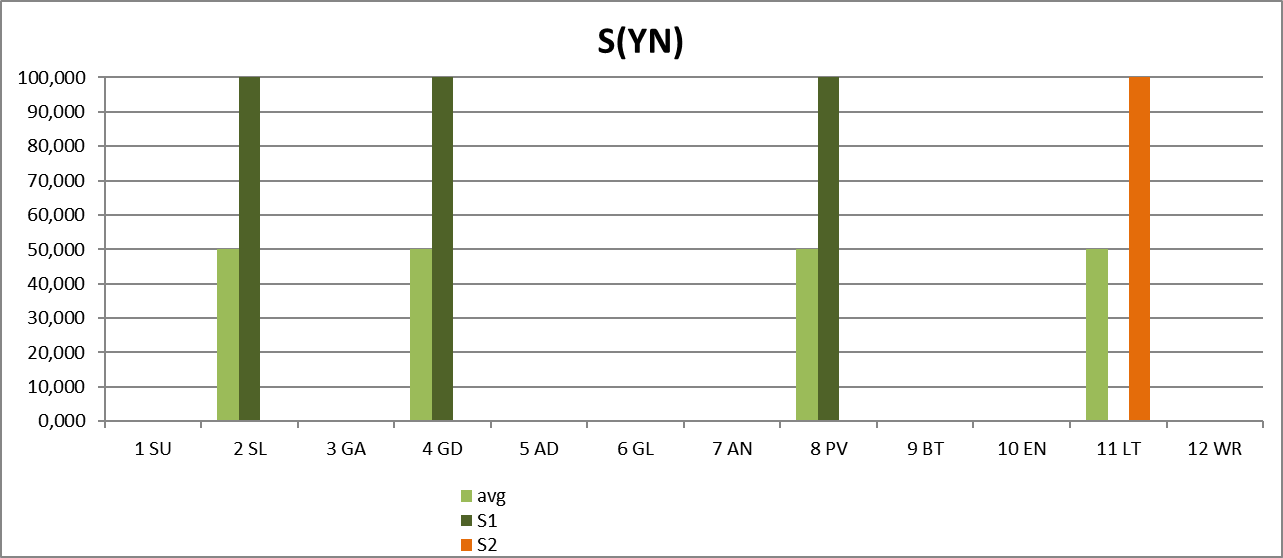 S(YN)
100,000
90,000
80,000
70,000
60,000
50,000
40,000
30,000
20,000
10,000
0,000
1 SU 2 SL 3 GA 4 GD 5 AD 6 GL 7 AN 8 PV 9 BT 10 EN 11 LT 12 WR
avg
S1
S2